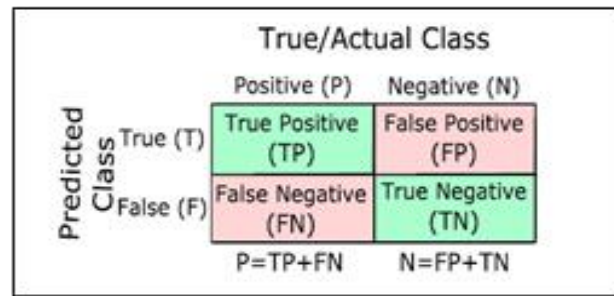 True/Actual Class
Positive (P) Negative (N)
Predicted Class
True (T)
True Positive (TP)
False Positive (FP)
False (F)
False Negative (FN)
True Negative (TN)
P=TP+FN N=FP+TN